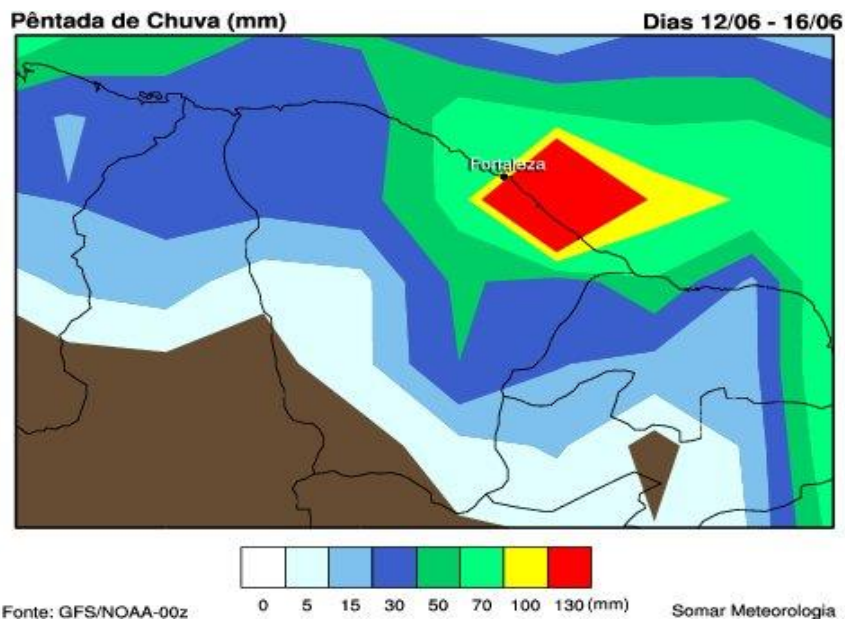 Pêntada de Chuva (mm) Dias 12/06 - 16/06
Fortaleza
0 5 15 30 50 70 100 130 (mm)
Fonte: GFS/NOAA-00z Somar Meteorologia